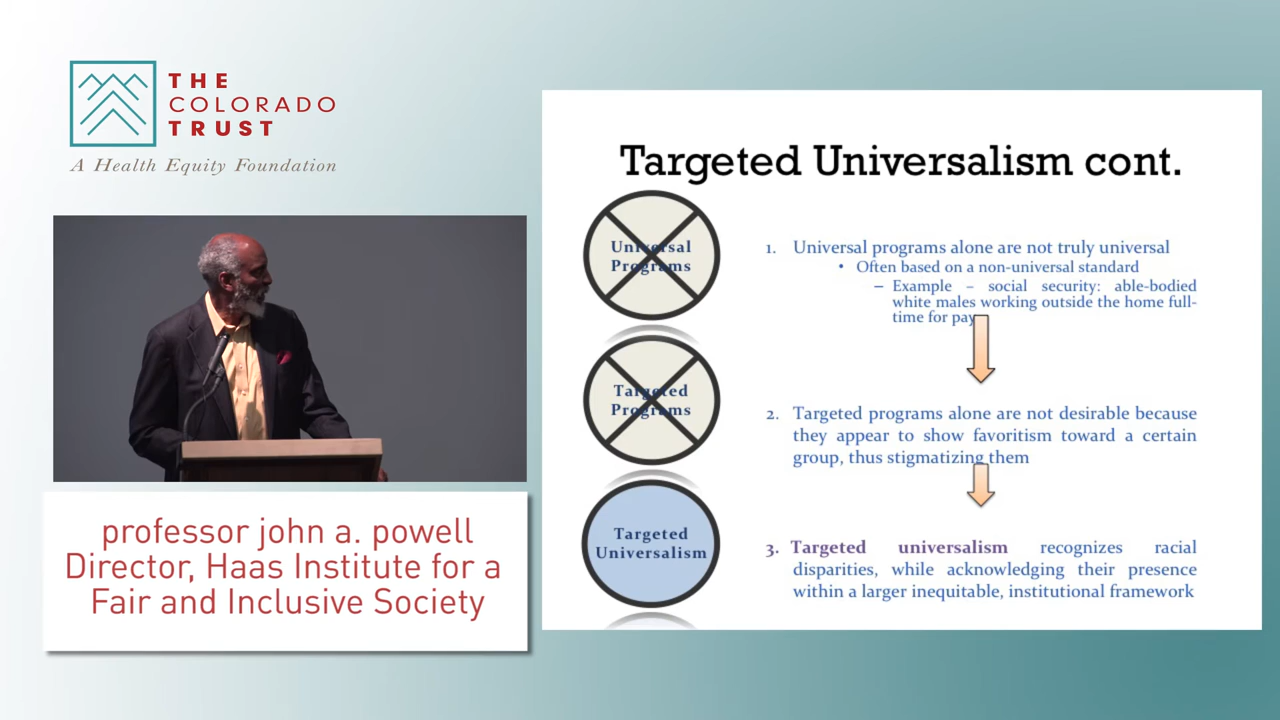 THE
COLORADO
TRUST
A Health Equity Foundation
professor john a. powell
Director, Haas Institute for a
Fair and Inclusive Society
Targeted Universalism cont.
Universal
Programs
1. Universal programs alone are not truly universal
• Often based on a non-universal standard
– Example – social security: able-bodied
white males working outside the home full-
time for pay
Targeted
Programs
2. Targeted programs alone are not desirable because
they appear to show favoritism toward a certain
group, thus stigmatizing them
Targeted
Universalism
3. Targeted universalism recognizes racial
disparities, while acknowledging their presence
within a larger inequitable, institutional framework